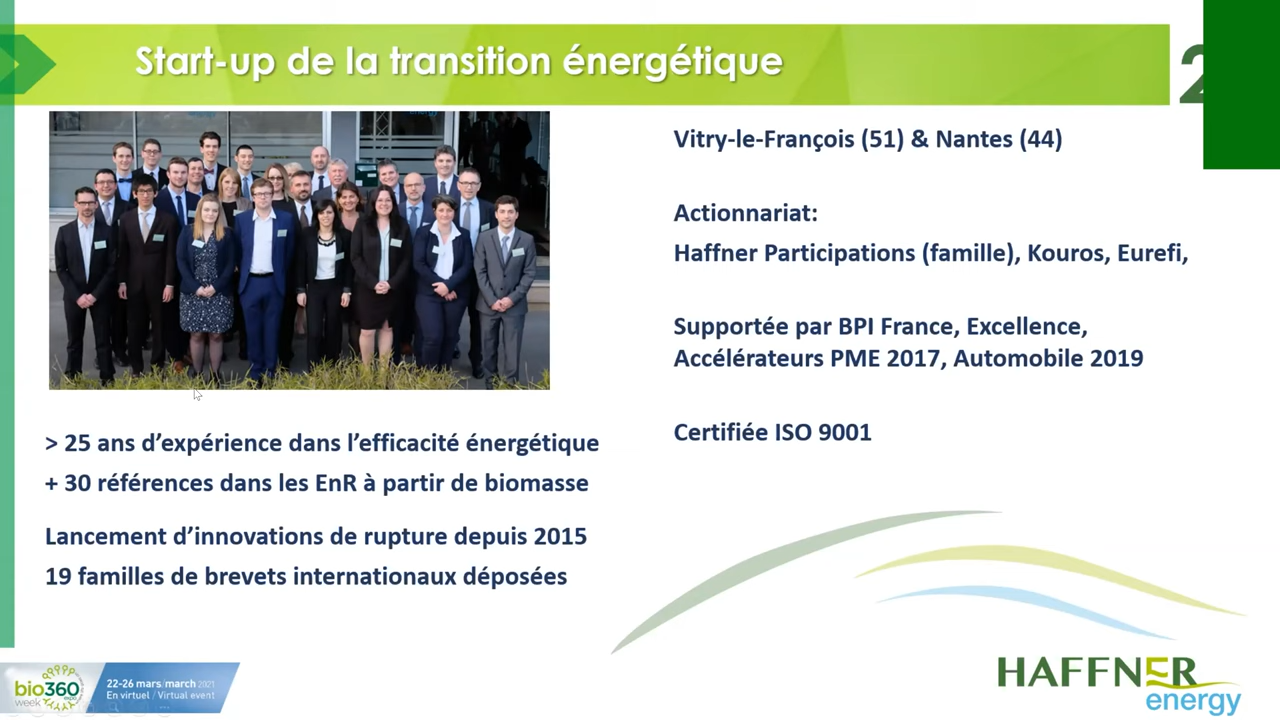 Start-up de la transition énergétique
2
energy
Vitry-le-François (51) & Nantes (44)
Actionnariat:
Haffner Participations (famille), Kouros, Eurefi,
Supportée par BPI France, Excellence,
Accélérateurs PME 2017, Automobile 2019
Certifiée ISO 9001
> 25 ans d’expérience dans l’efficacité énergétique
+ 30 références dans les EnR à partir de biomasse
Lancement d’innovations de rupture depuis 2015
19 familles de brevets internationaux déposées
bio360
expo
week
22-26 mars/march 2021
En virtuel / Virtual event
HAFFNER
energy